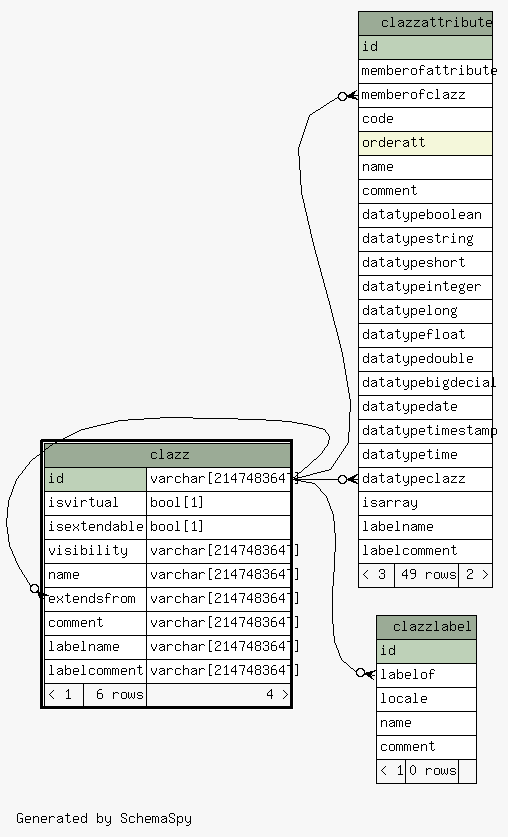 clazzattribute
id
memberofattribute
memberofclazz
code
orderatt
name
comment
datatypeboolean
datatypestring
datatypeshort
datatypeinteger
datatypelong
datatypefloat
datatypedouble
datatypebigdecial
datatypedate
datatypetimestamp
datatypetime
datatypeclazz
isarray
labelname
labelcomment
< 3 49 rows 2 >
clazz
id varchar[2147483647]
isvirtual bool[1]
isextendable bool[1]
visibility varchar[2147483647]
name varchar[2147483647]
extendsfrom varchar[2147483647]
comment varchar[2147483647]
labelname varchar[2147483647]
labelcomment varchar[2147483647]
< 1 6 rows 4 >
clazzlabel
id
labelof
locale
name
comment
< 1 0 rows
Generated by SchemaSpy